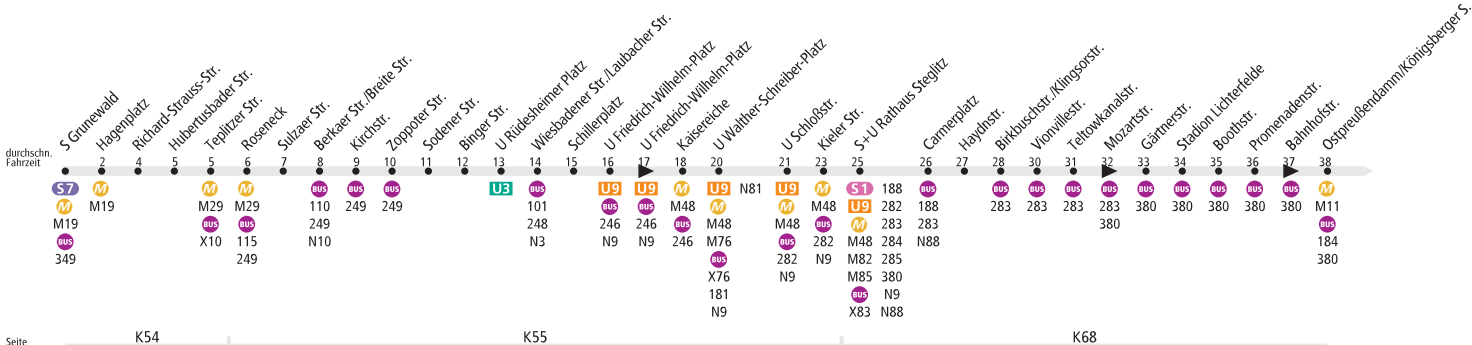 S Grunewald
Hagenplatz
Richard-Strauss-Str.
Hubertusbader Str.
Teplitzer Str.
Roseneck
Sulzaer Str.
Berkaer Str./Breite Str.
Kirchstr.
Zoppoter Str.
Sodener Str.
Binger Str.
U Rüdesheimer Platz
Wiesbadener Str./Laubacher Str.
Schillerplatz
U Friedrich-Wilhelm-Platz
U Friedrich-Wilhelm-Platz
Kaisereiche
U Walther-Schreiber-Platz
U Schloßstr.
Kieler Str.
S+U Rathaus Steglitz
Carmerplatz
Haydnstr.
Birkbuschstr./Klingsorstr.
Vionvillestr.
Teltowkanalstr.
Mozartstr.
Gärtnerstr.
Stadion Lichterfelde
Boothstr.
Promenadenstr.
Bahnhofstr.
Ostpreußendamm/Königsberger S.
durchschn.
Fahrzeit
2 4 5 5 6 7 8 9 10 11 12 13 14 15 16 17 18 20 21 23 25 26 27 28 30 31 32 33 34 35 36 37 38
S7
M
M19
BUS
349
M
M19
M
M29
BUS
X10
M
M29
BUS
115
249
BUS
110
249
N10
BUS
249
BUS
249
U3
BUS
101
248
N3
U9
BUS
246
N9
U9
BUS
246
N9
M
M48
BUS
246
U9
M
M48
M76
BUS
X76
181
N9
N81
U9
M
M48
BUS
282
N9
M
M48
BUS
282
N9
S1
U9
M
M48
M82
M85
BUS
X83
188
282
283
284
285
380
N9
N88
BUS
188
283
N88
BUS
283
BUS
283
BUS
283
BUS
283
380
BUS
380
BUS
380
BUS
380
BUS
380
BUS
380
M
M11
BUS
184
380
Seite
K54
K55
K68